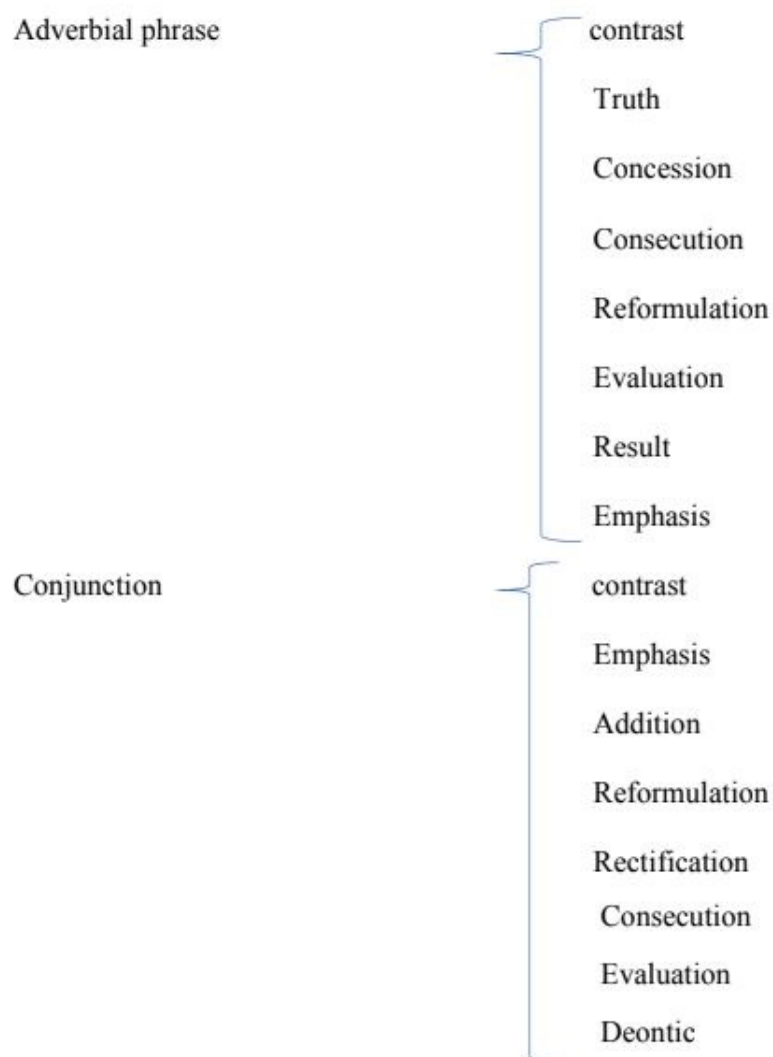 Adverbial phrase contrast
Truth
Concession
Consecution
Reformulation
Evaluation
Result
Emphasis
Conjunction contrast
Emphasis
Addition
Reformulation
Rectification
Consecution
Evaluation
Deontic